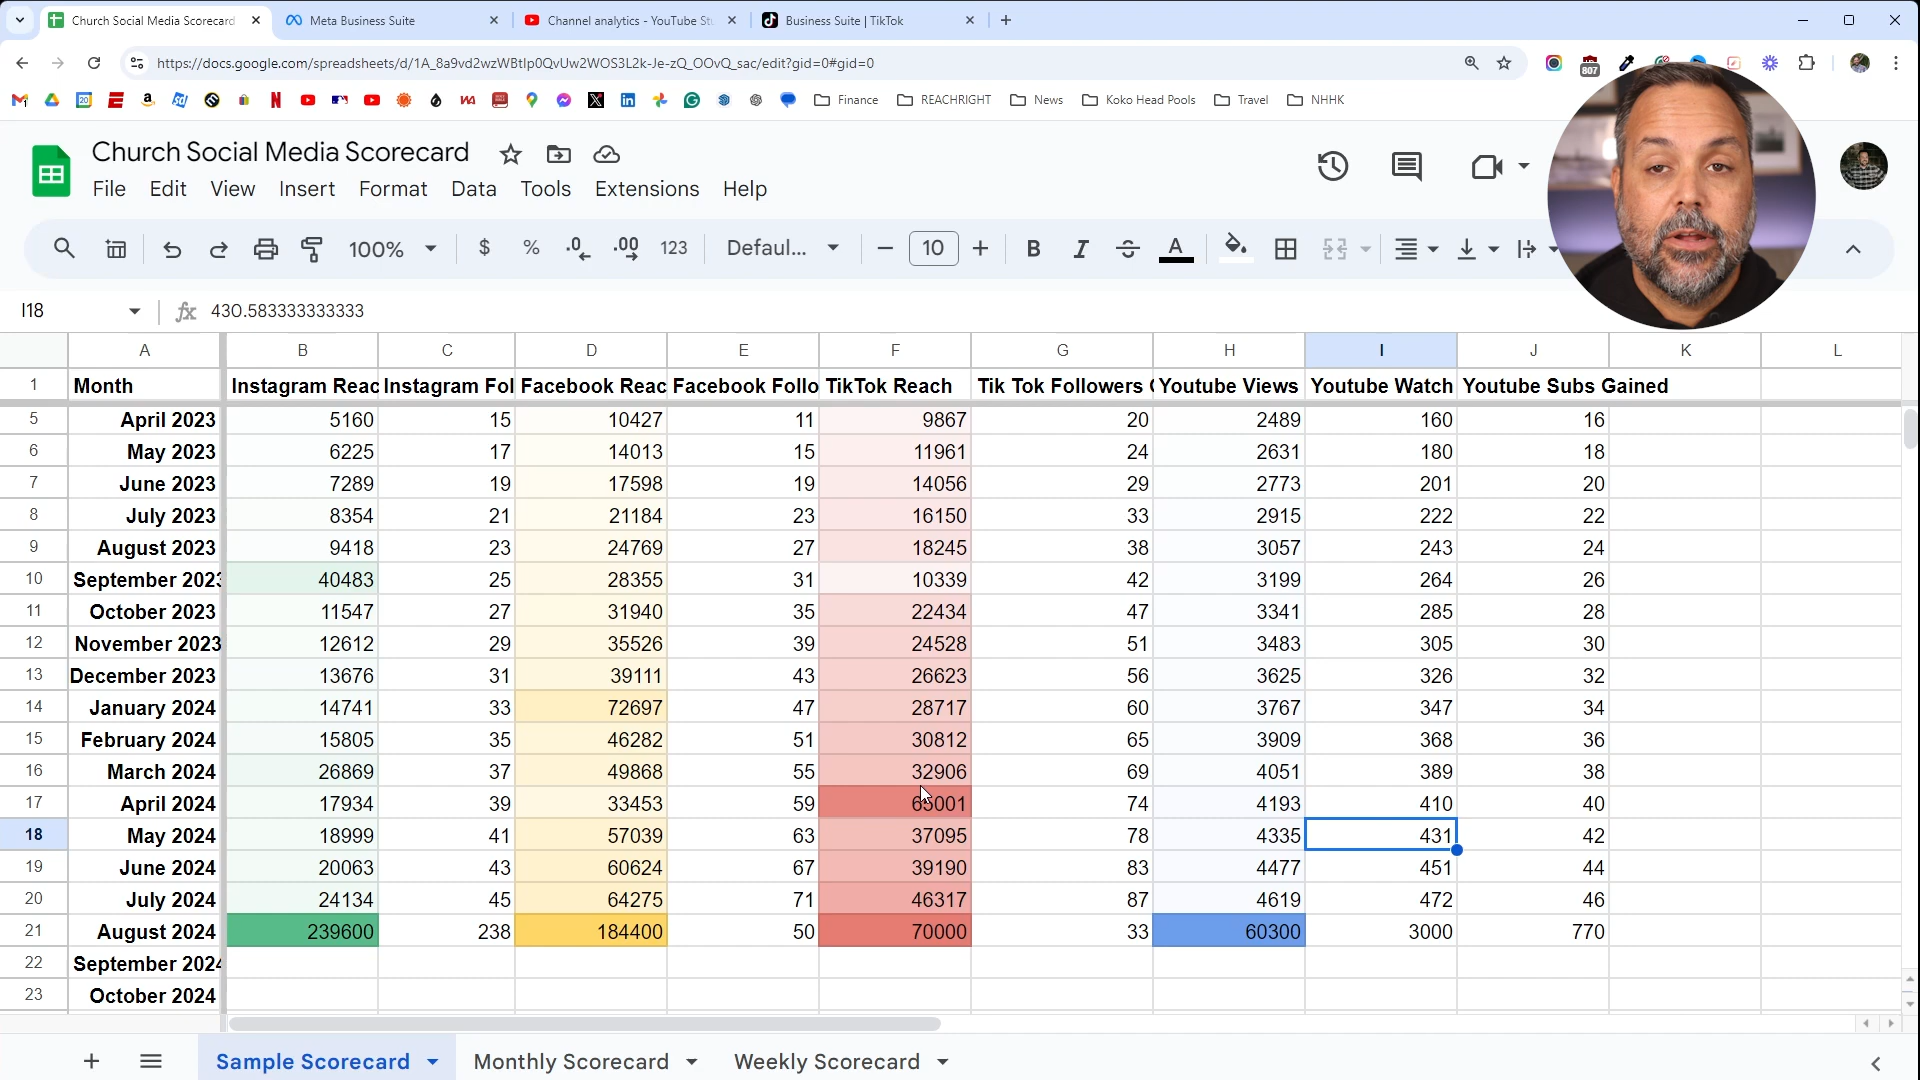 Church Social Media Scorecard
Meta Business Suite
Channel analytics - YouTube St
Business Suite | TikTok
https://docs.google.com/spreadsheets/d/1A_8a9vd2wzWBtIp0QvUw2WOS3L2k-Je-zQ_OOvQ_sac/edit?gid=0#gid=0
807
Finance REACHRIGHT News Koko Head Pools Travel NHHK
Church Social Media Scorecard
File Edit View Insert Format Data Tools Extensions Help
100% $ % .0 .00 123 Defaul... 10 B I A
I18 fx 430.583333333333
A B C D E F G H I J K L
1 Month Instagram Reac Instagram Fol Facebook Reac Facebook Follo TikTok Reach Tik Tok Followers Youtube Views Youtube Watch Youtube Subs Gained
5 April 2023 5160 15 10427 11 9867 20 2489 160 16
6 May 2023 6225 17 14013 15 11961 24 2631 180 18
7 June 2023 7289 19 17598 19 14056 29 2773 201 20
8 July 2023 8354 21 21184 23 16150 33 2915 222 22
9 August 2023 9418 23 24769 27 18245 38 3057 243 24
10 September 2023 40483 25 28355 31 10339 42 3199 264 26
11 October 2023 11547 27 31940 35 22434 47 3341 285 28
12 November 2023 12612 29 35526 39 24528 51 3483 305 30
13 December 2023 13676 31 39111 43 26623 56 3625 326 32
14 January 2024 14741 33 72697 47 28717 60 3767 347 34
15 February 2024 15805 35 46282 51 30812 65 3909 368 36
16 March 2024 26869 37 49868 55 32906 69 4051 389 38
17 April 2024 17934 39 33453 59 65001 74 4193 410 40
18 May 2024 18999 41 57039 63 37095 78 4335 431 42
19 June 2024 20063 43 60624 67 39190 83 4477 451 44
20 July 2024 24134 45 64275 71 46317 87 4619 472 46
21 August 2024 239600 238 184400 50 70000 33 60300 3000 770
22 September 2024
23 October 2024
Sample Scorecard Monthly Scorecard Weekly Scorecard